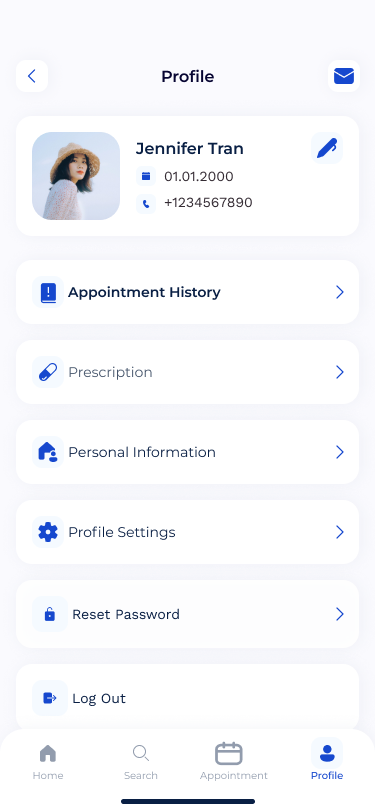 Profile
Jennifer Tran
01.01.2000
+1234567890
Appointment History
Prescription
Personal Information
Profile Settings
Reset Password
Log Out
Home
Search
Appointment
Profile